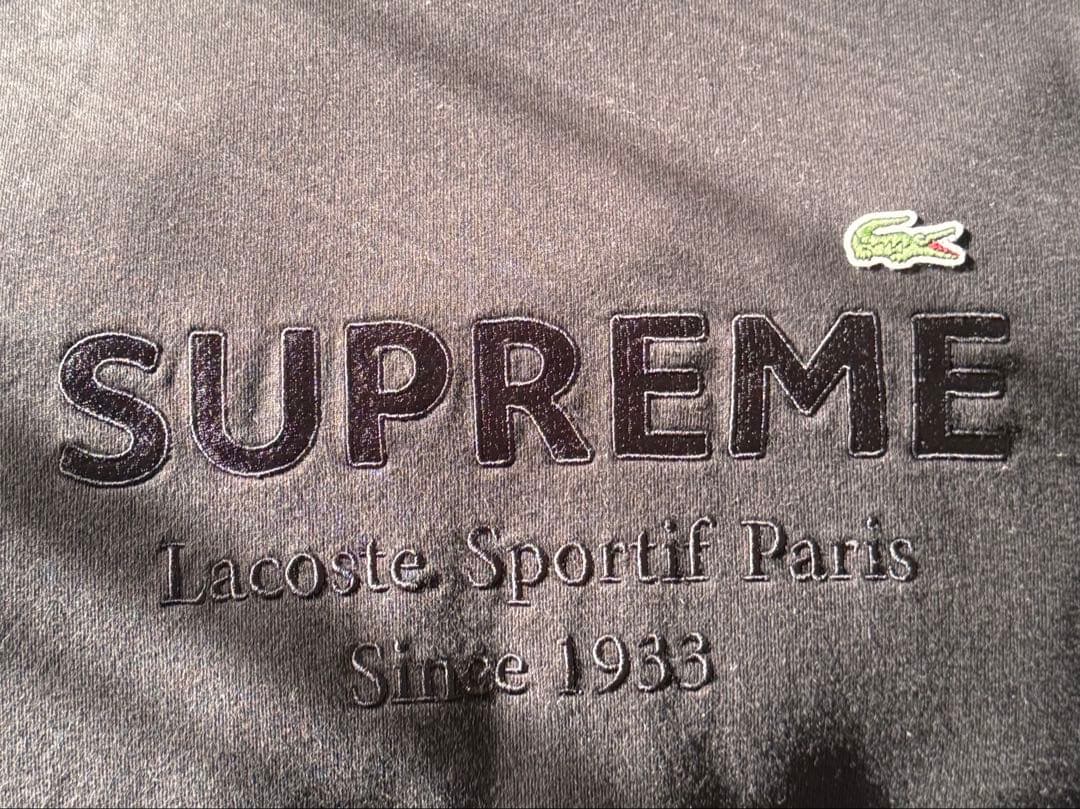 SUPREME
Lacoste Sportif Paris
Since 1933